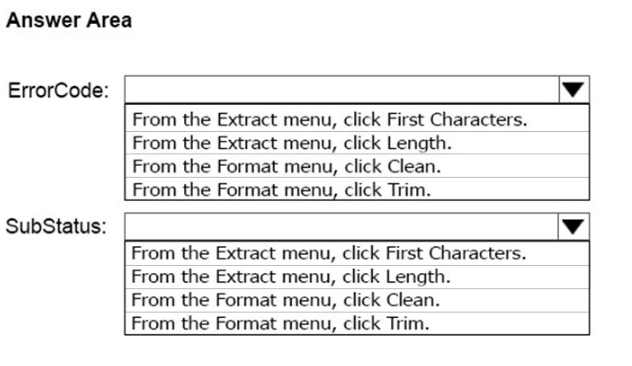 Answer Area
ErrorCode:
From the Extract menu, click First Characters.
From the Extract menu, click Length.
From the Format menu, click Clean.
From the Format menu, click Trim.
SubStatus:
From the Extract menu, click First Characters.
From the Extract menu, click Length.
From the Format menu, click Clean.
From the Format menu, click Trim.